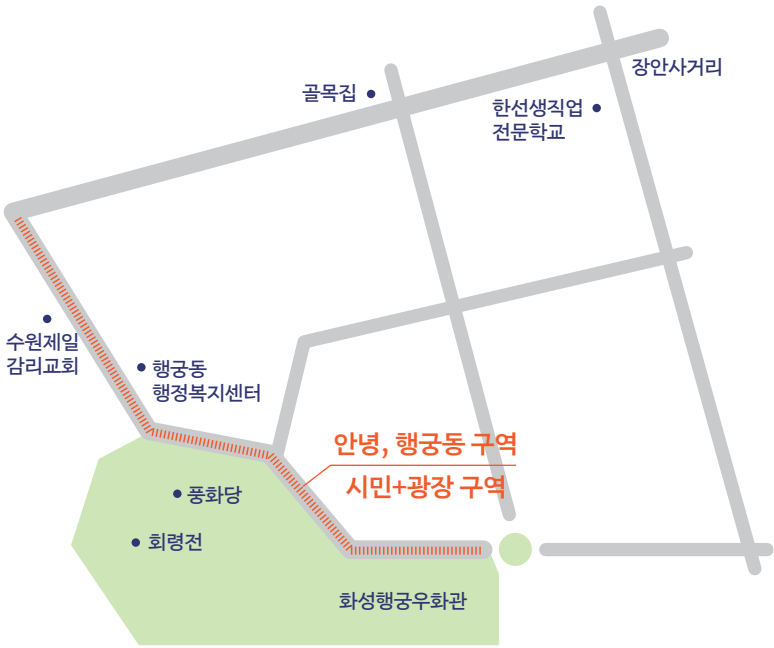 장안사거리
골목집
한선생직업
전문학교
수원제일
감리교회
행궁동
행정복지센터
안녕, 행궁동 구역
시민+광장 구역
풍화당
회령전
화성행궁우화관